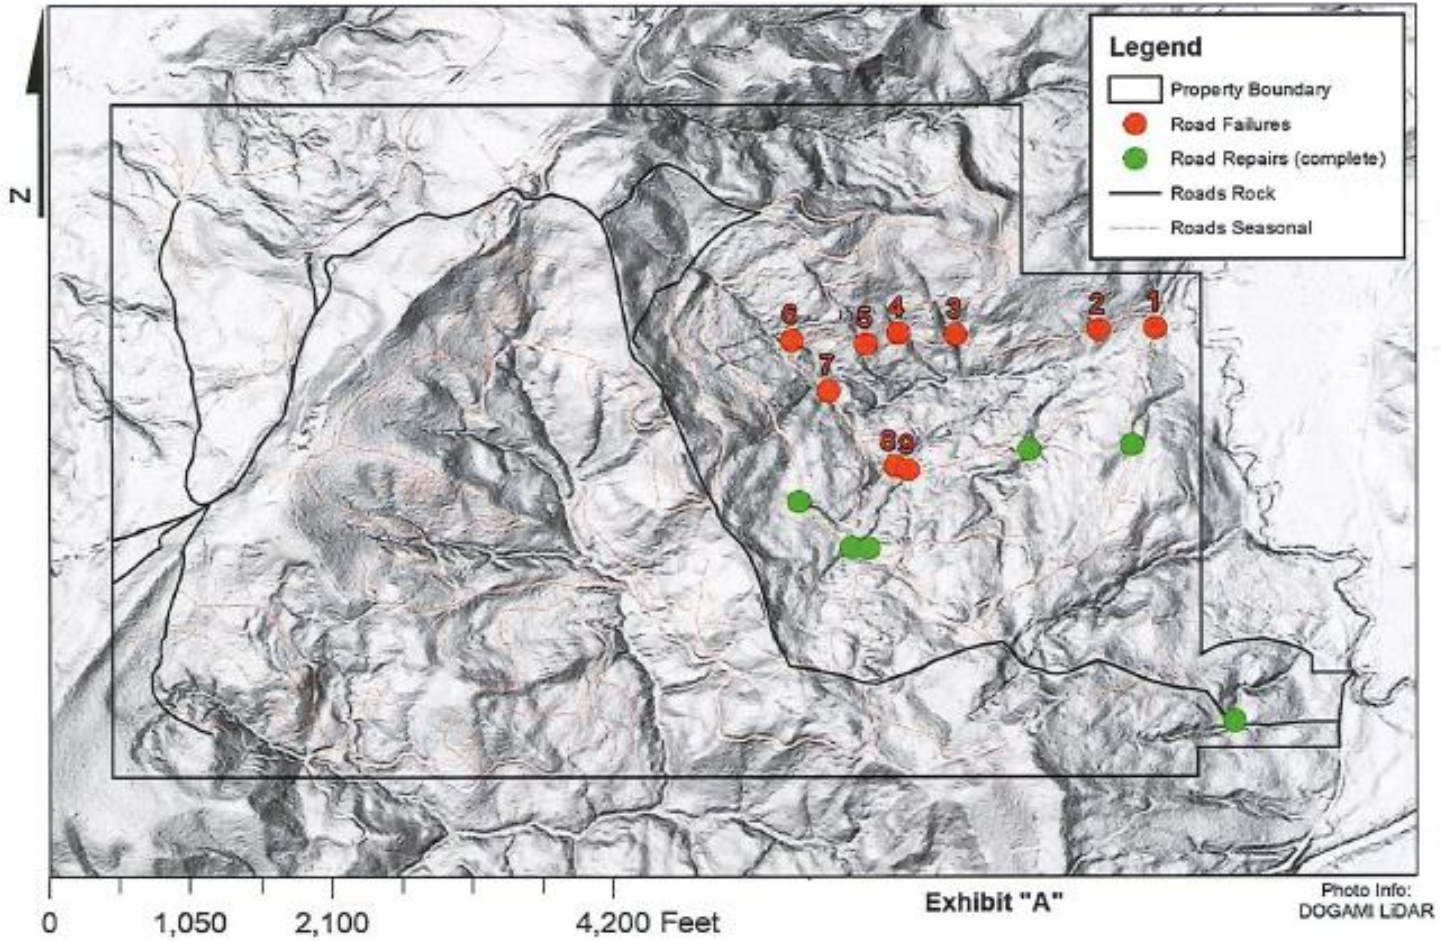 Legend
Property Boundary
Road Failures
Road Repairs (complete)
Roads Rock
Roads Seasonal
N
6
5
4
3
2
1
7
8
9
0
1,050
2,100
4,200 Feet
Exhibit "A"
Photo Info:
DOGAMI LiDAR